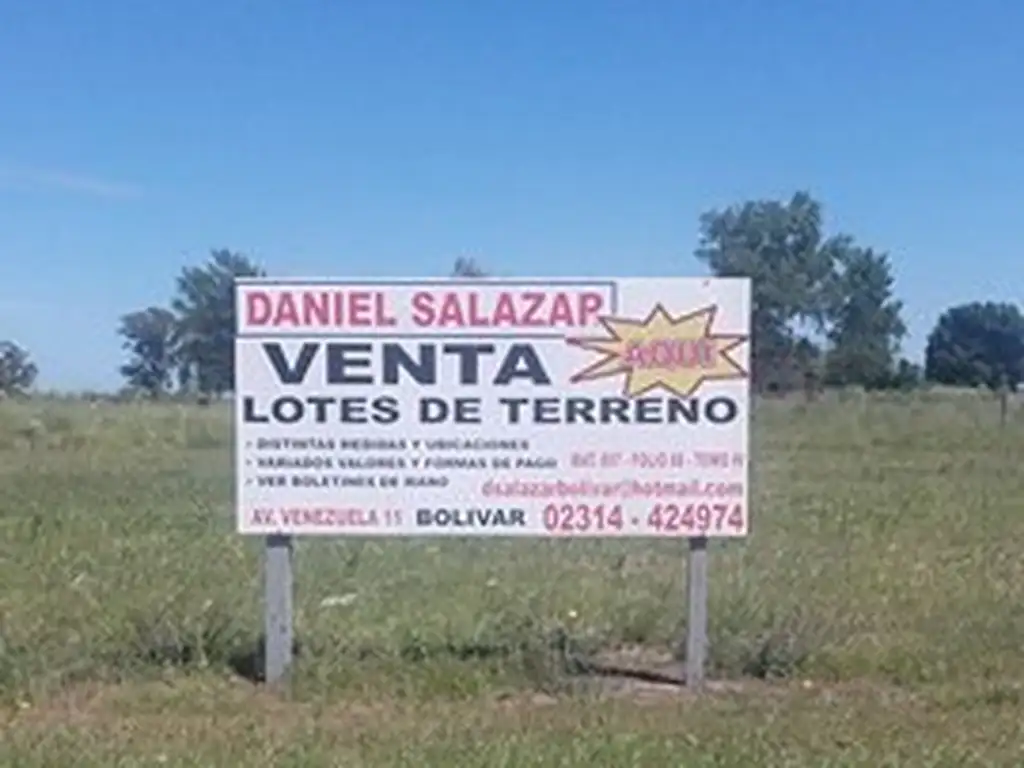 DANIEL SALAZAR
AQUI
VENTA
LOTES DE TERRENO
• DISTINTAS MEDIDAS Y UBICACIONES
• VARIADOS VALORES Y FORMAS DE PAGO
• VER BOLETINES DE MANO
dsalazarbolivar@hotmail.com
AV. VENEZUELA 11 BOLIVAR 02314 - 424974